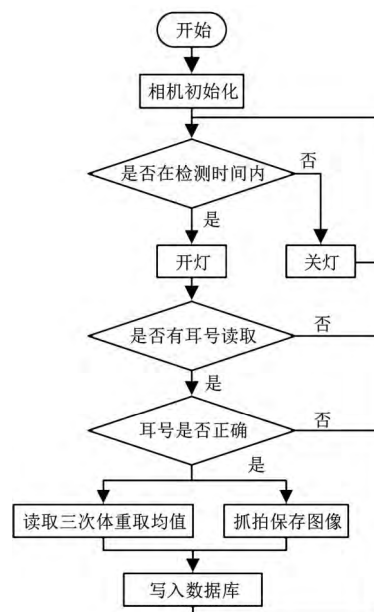 开始
相机初始化
是否在检测时间内
否
是
开灯
关灯
是否有耳号读取
否
是
耳号是否正确
否
是
读取三次体重取均值
抓拍保存图像
写入数据库